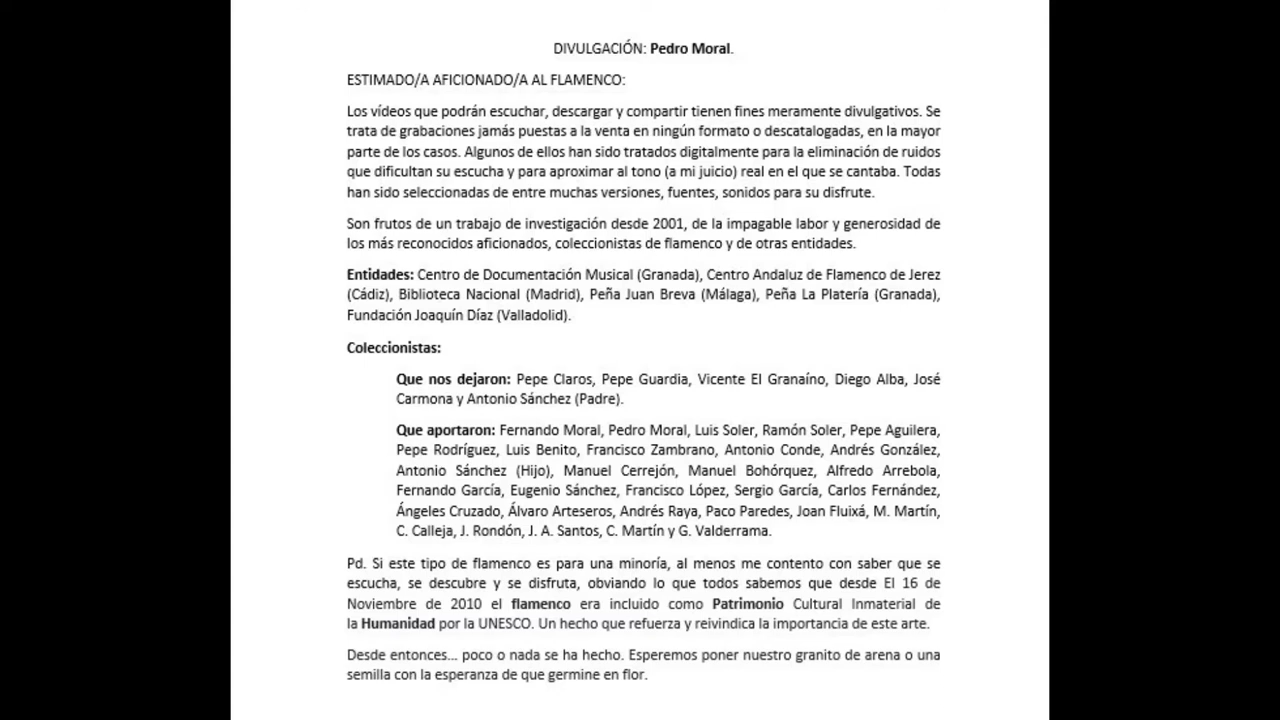 DIVULGACIÓN: Pedro Moral.
ESTIMADO/A AFICIONADO/A AL FLAMENCO:
Los vídeos que podrán escuchar, descargar y compartir tienen fines meramente divulgativos. Se
trata de grabaciones jamás puestas a la venta en ningún formato o descatalogadas, en la mayor
parte de los casos. Algunos de ellos han sido tratados digitalmente para la eliminación de ruidos
que dificultan su escucha y para aproximar al tono (a mi juicio) real en el que se cantaba. Todas
han sido seleccionadas de entre muchas versiones, fuentes, sonidos para su disfrute.
Son frutos de un trabajo de investigación desde 2001, de la impagable labor y generosidad de
los más reconocidos aficionados, coleccionistas de flamenco y de otras entidades.
Entidades: Centro de Documentación Musical (Granada), Centro Andaluz de Flamenco de Jerez
(Cádiz), Biblioteca Nacional (Madrid), Peña Juan Breva (Málaga), Peña La Platería (Granada),
Fundación Joaquín Díaz (Valladolid).
Coleccionistas:
Que nos dejaron: Pepe Claros, Pepe Guardia, Vicente El Granaíno, Diego Alba, José
Carmona y Antonio Sánchez (Padre).
Que aportaron: Fernando Moral, Pedro Moral, Luis Soler, Ramón Soler, Pepe Aguilera,
Pepe Rodríguez, Luis Benito, Francisco Zambrano, Antonio Conde, Andrés González,
Antonio Sánchez (Hijo), Manuel Cerrejón, Manuel Bohórquez, Alfredo Arrebola,
Fernando García, Eugenio Sánchez, Francisco López, Sergio García, Carlos Fernández,
Ángeles Cruzado, Álvaro Arteseros, Andrés Raya, Paco Paredes, Joan Fluixá, M. Martín,
C. Calleja, J. Rondón, J. A. Santos, C. Martín y G. Valderrama.
Pd. Si este tipo de flamenco es para una minoría, al menos me contento con saber que se
escucha, se descubre y se disfruta, obviando lo que todos sabemos que desde El 16 de
Noviembre de 2010 el flamenco era incluido como Patrimonio Cultural Inmaterial de
la Humanidad por la UNESCO. Un hecho que refuerza y reivindica la importancia de este arte.
Desde entonces... poco o nada se ha hecho. Esperemos poner nuestro granito de arena o una
semilla con la esperanza de que germine en flor.